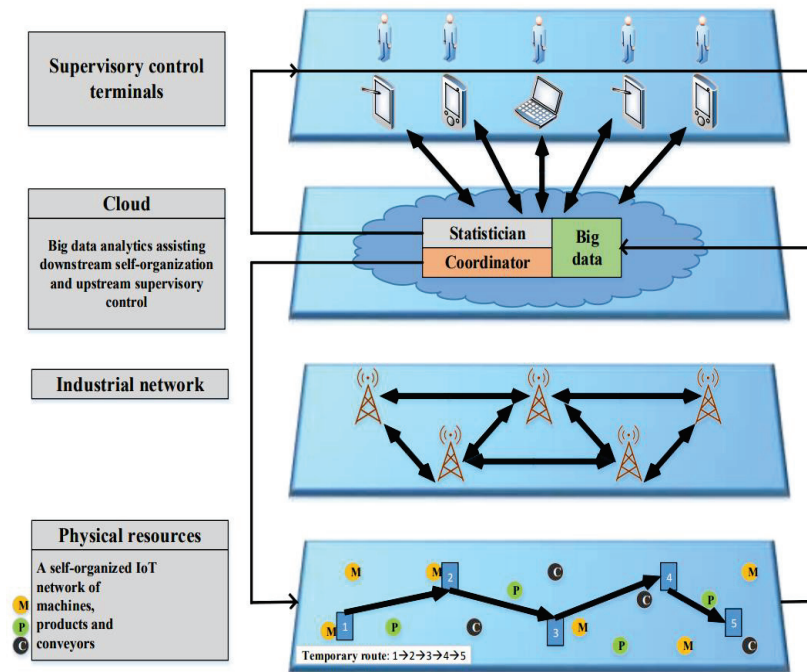 Supervisory control
terminals
Cloud
Big data analytics assisting
downstream self-organization
and upstream supervisory
control
Statistician
Coordinator
Big
data
Industrial network
Physical resources
A self-organized IoT
network of
machines,
products and
conveyors
M
P
C
M
M
C
M
2
4
P
C
P
M
1
P
C
3
M
P
M
5
C
Temporary route: 1→2→3→4→5